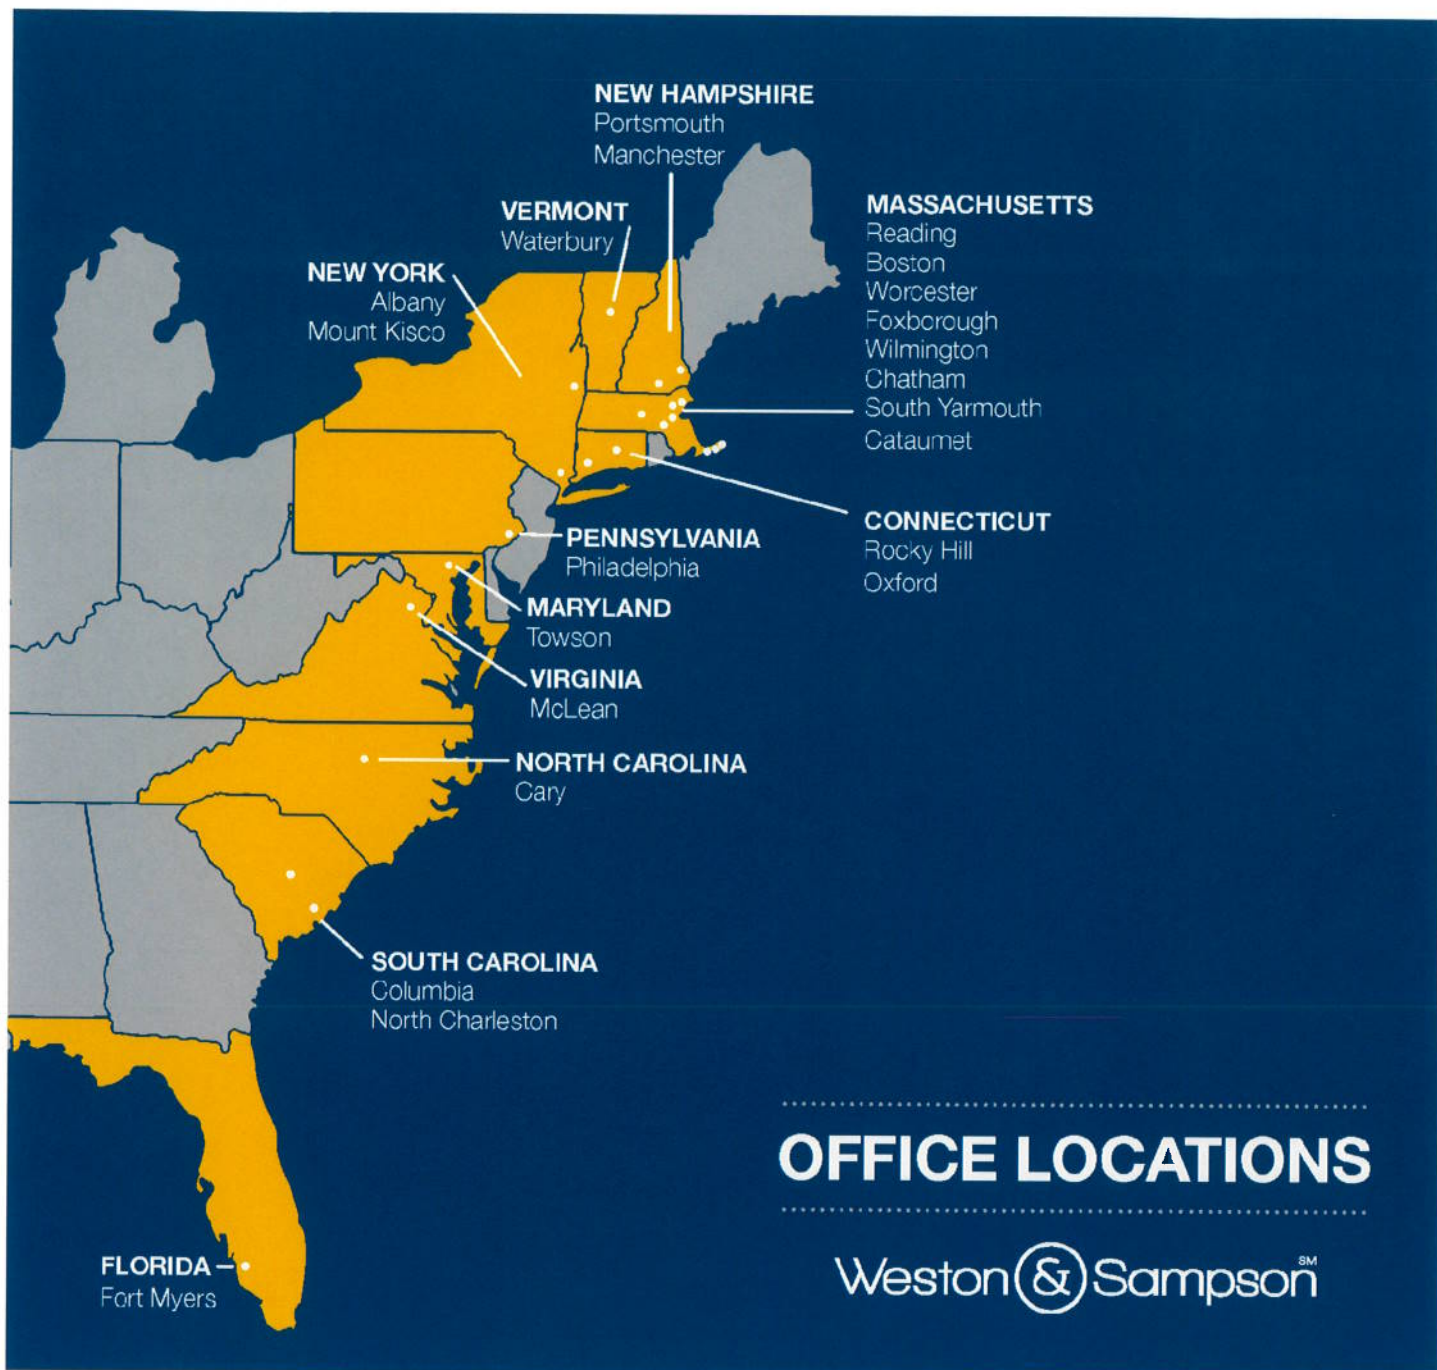 NEW HAMPSHIRE
Portsmouth
Manchester
VERMONT
Waterbury
NEW YORK
Albany
Mount Kisco
MASSACHUSETTS
Reading
Boston
Worcester
Foxborough
Wilmington
Chatham
South Yarmouth
Cataumet
CONNECTICUT
Rocky Hill
Oxford
PENNSYLVANIA
Philadelphia
MARYLAND
Towson
VIRGINIA
McLean
NORTH CAROLINA
Cary
SOUTH CAROLINA
Columbia
North Charleston
FLORIDA
Fort Myers
OFFICE LOCATIONS
Weston & Sampson SM